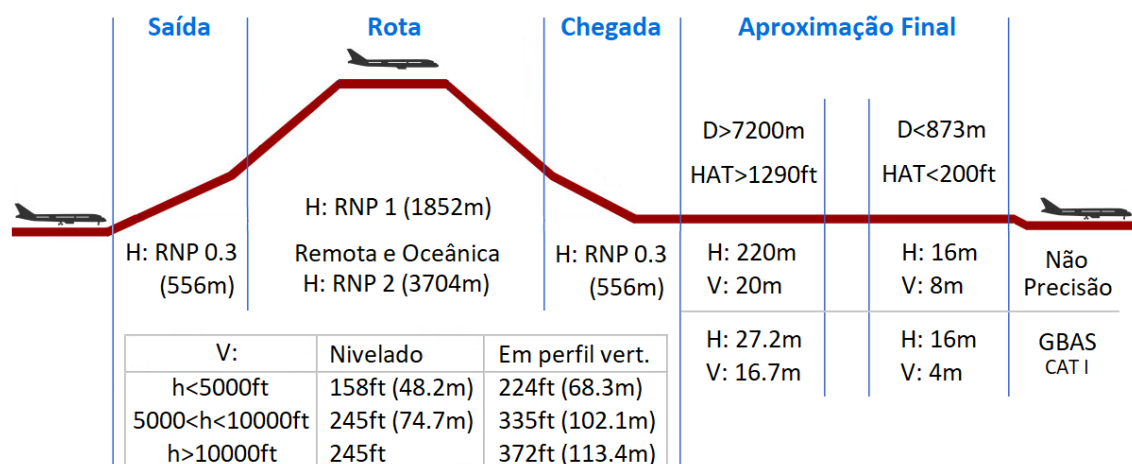 Saída
Rota
Chegada
Aproximação Final
D>7200m
HAT>1290ft
D<873m
HAT<200ft
H: RNP 0.3
(556m)
H: RNP 1 (1852m)
Remota e Oceânica
H: RNP 2 (3704m)
H: RNP 0.3
(556m)
H: 220m
V: 20m
H: 16m
V: 8m
Não
Precisão
H: 27.2m
V: 16.7m
H: 16m
V: 4m
GBAS
CAT I
V: Nivelado Em perfil vert.
h<5000ft 158ft (48.2m) 224ft (68.3m)
5000<h<10000ft 245ft (74.7m) 335ft (102.1m)
h>10000ft 245ft 372ft (113.4m)